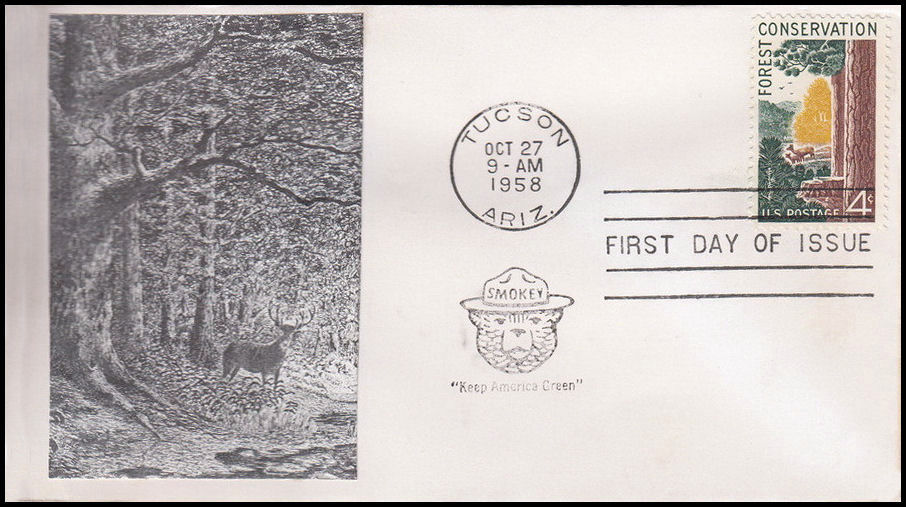 FOREST CONSERVATION
U.S. POSTAGE 4¢
TUCSON
OCT 27
9-AM
1958
ARIZ.
FIRST DAY OF ISSUE
SMOKEY
"Keep America Green"